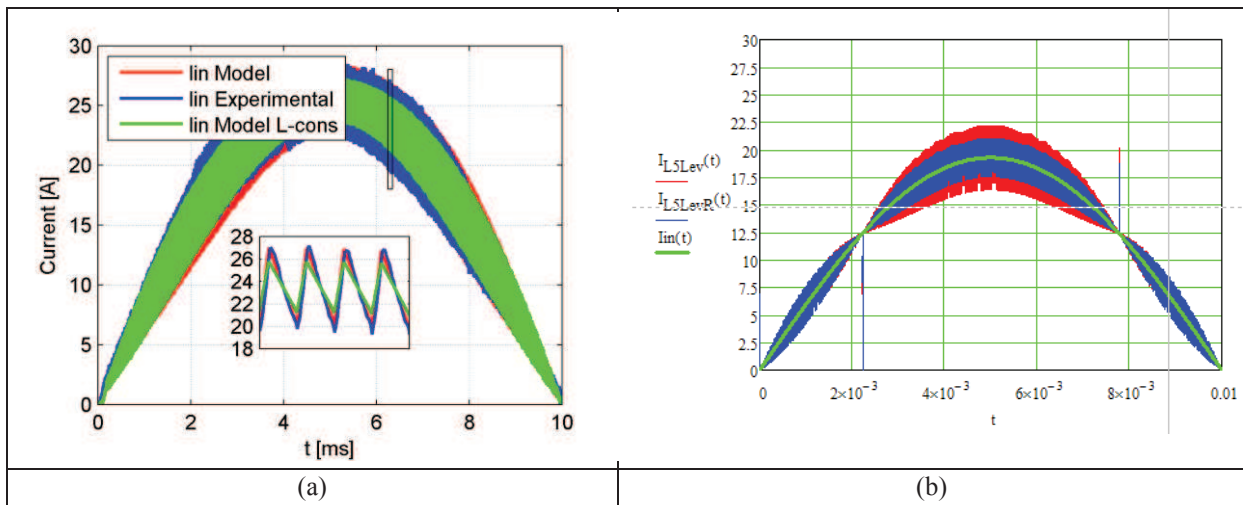 30
25
20
15
10
5
0
Current [A]
Iin Model
Iin Experimental
Iin Model L-cons
28
26
24
22
20
18
0 2 4 6 8 10
t [ms]
(a)
30
27.5
25
22.5
20
17.5
15
12.5
10
7.5
5
2.5
0
I_L5Lev(t)
I_L5LevR(t)
Iin(t)
0 2×10⁻³ 4×10⁻³ 6×10⁻³ 8×10⁻³ 0.01
t
(b)